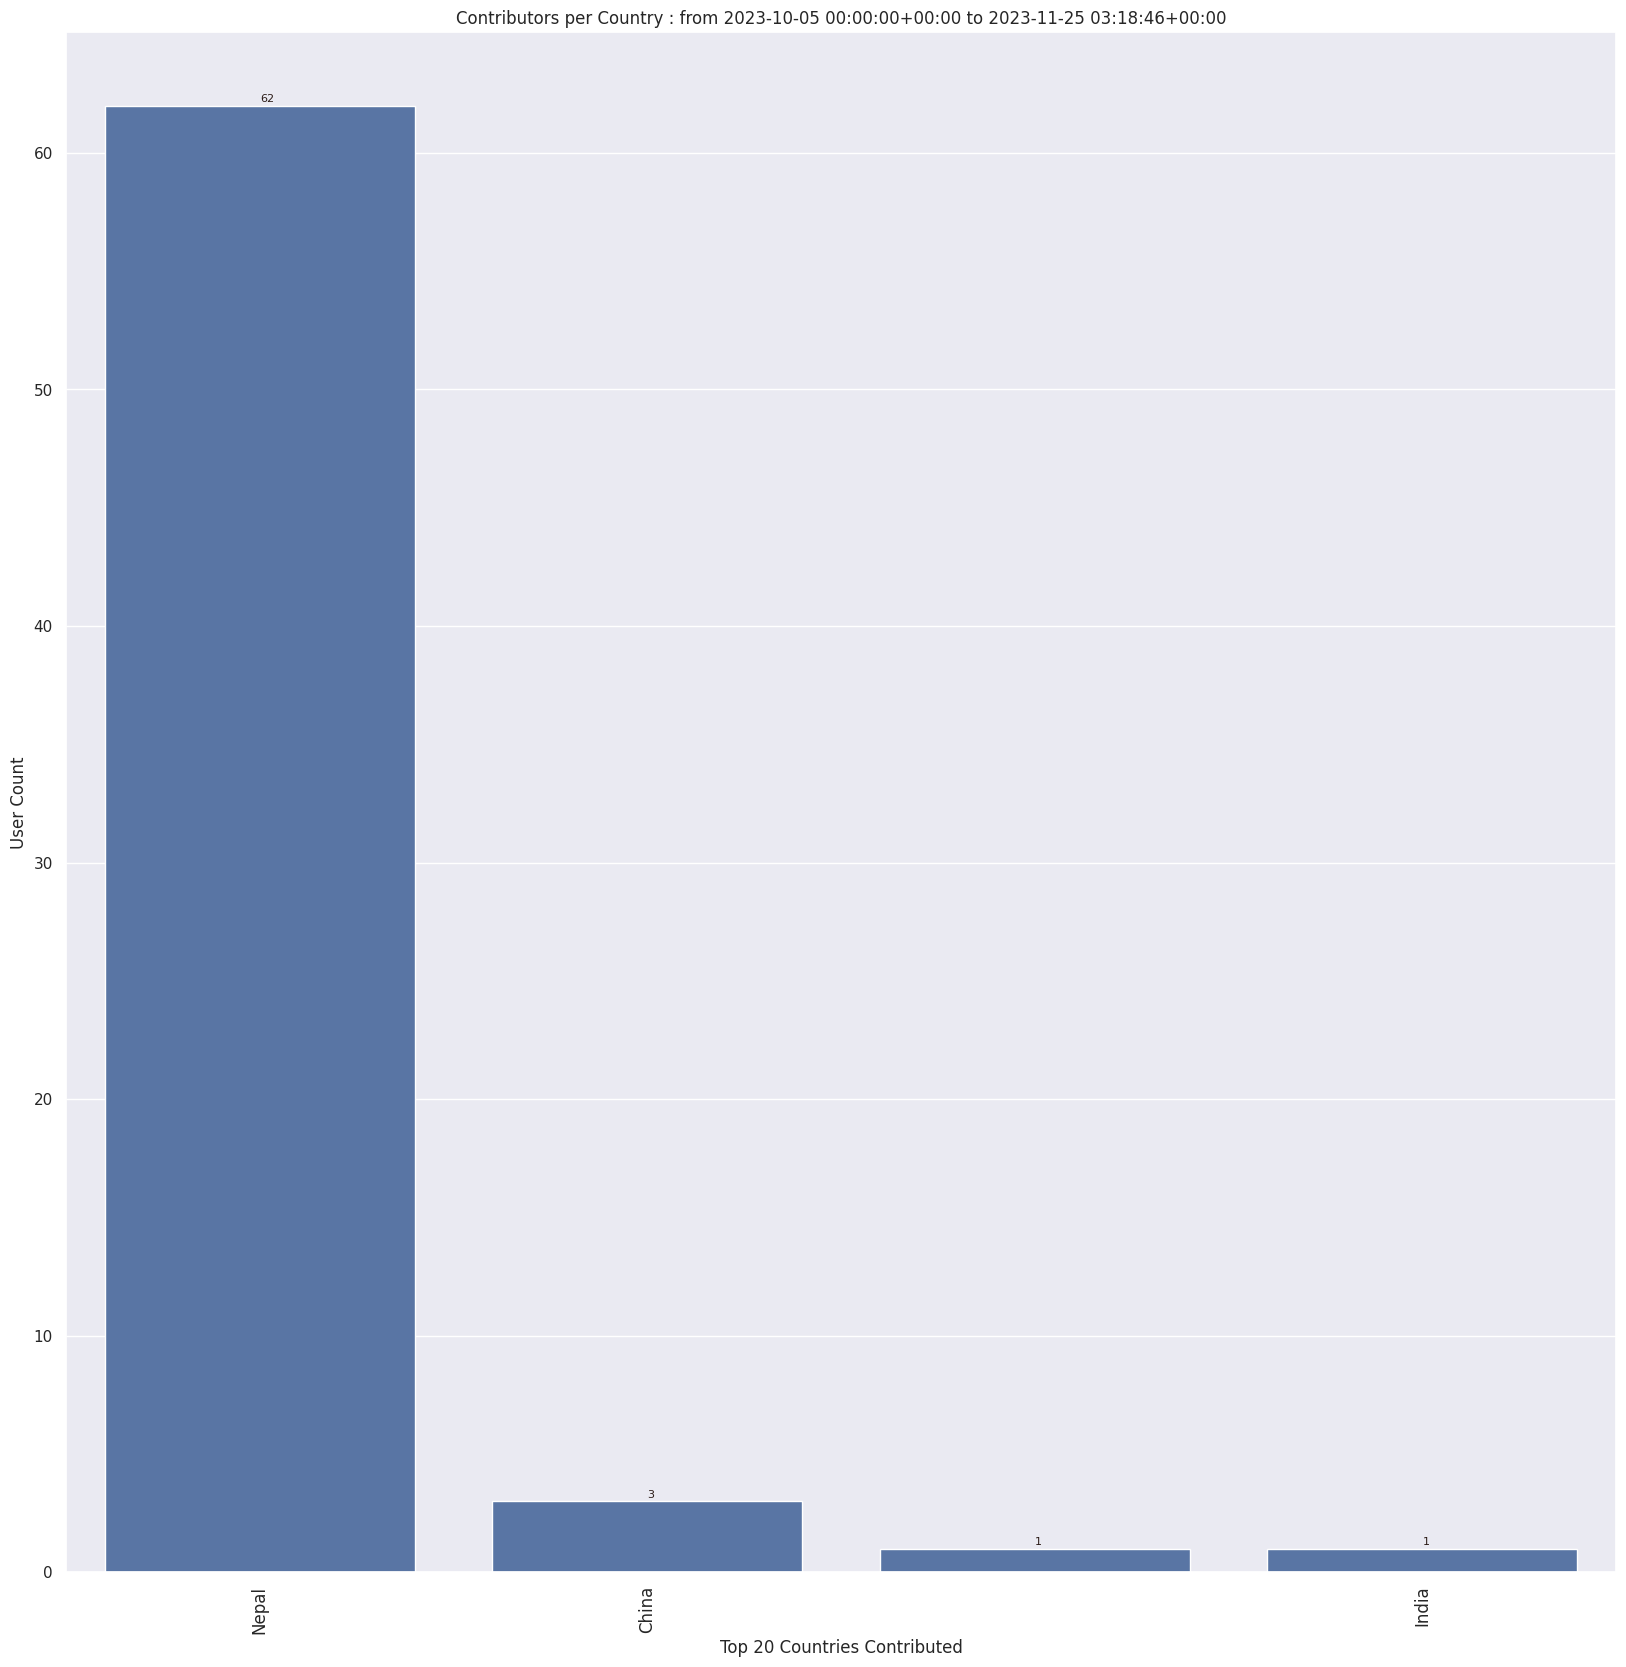 Contributors per Country : from 2023-10-05 00:00:00+00:00 to 2023-11-25 03:18:46+00:00
62
60
50
40
30
20
10
0
User Count
3
1
1
Nepal
China
India
Top 20 Countries Contributed